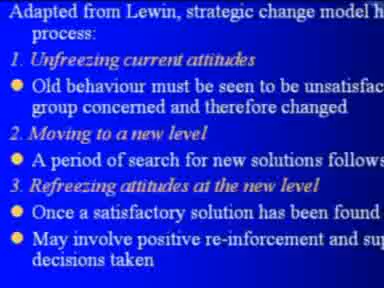 Adapted from Lewin, strategic change model h
process:
1. Unfreezing current attitudes
Old behaviour must be seen to be unsatisfac
group concerned and therefore changed
2. Moving to a new level
A period of search for new solutions follows
3. Refreezing attitudes at the new level
Once a satisfactory solution has been found
May involve positive re-inforcement and sup
decisions taken